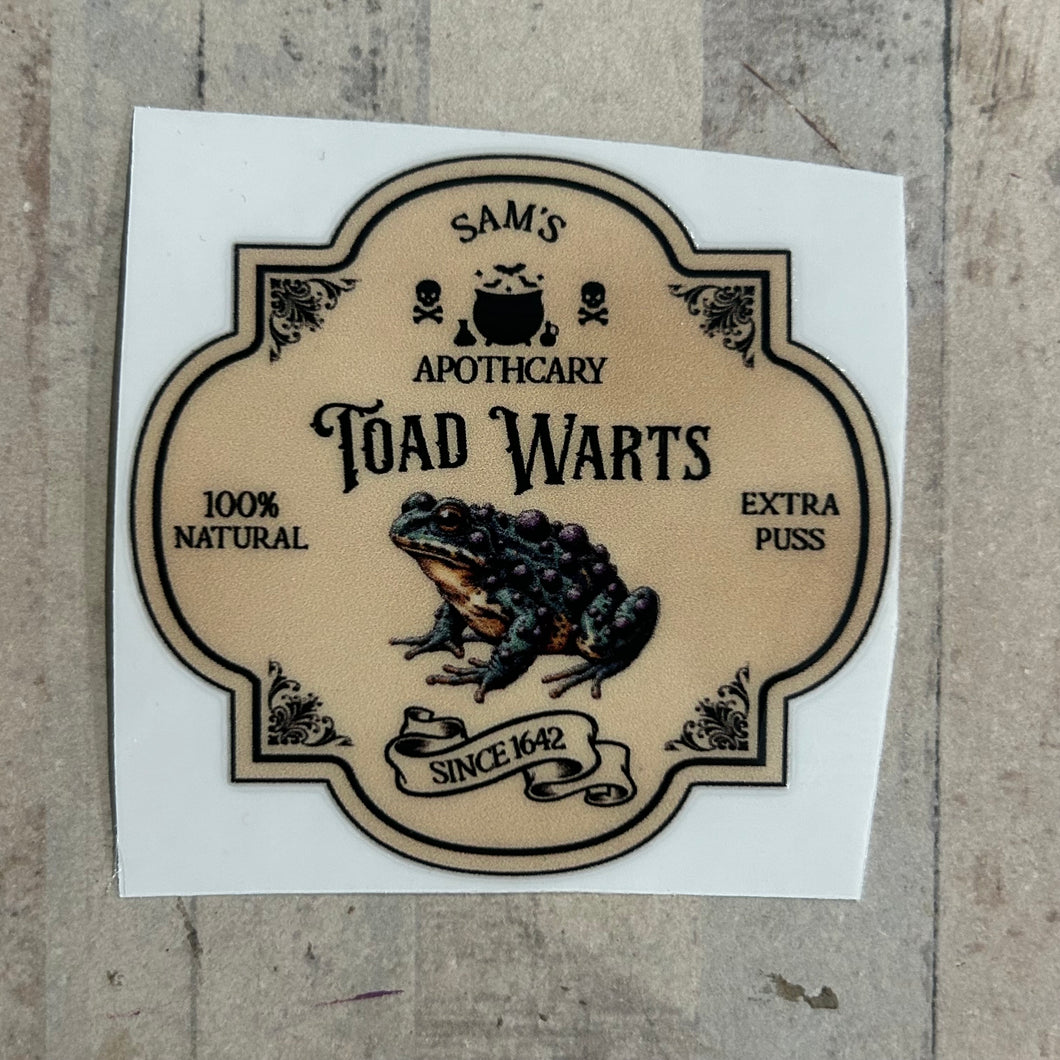 SAM'S
APOTHCARY
TOAD WARTS
100%
NATURAL
EXTRA
PUSS
SINCE 1642